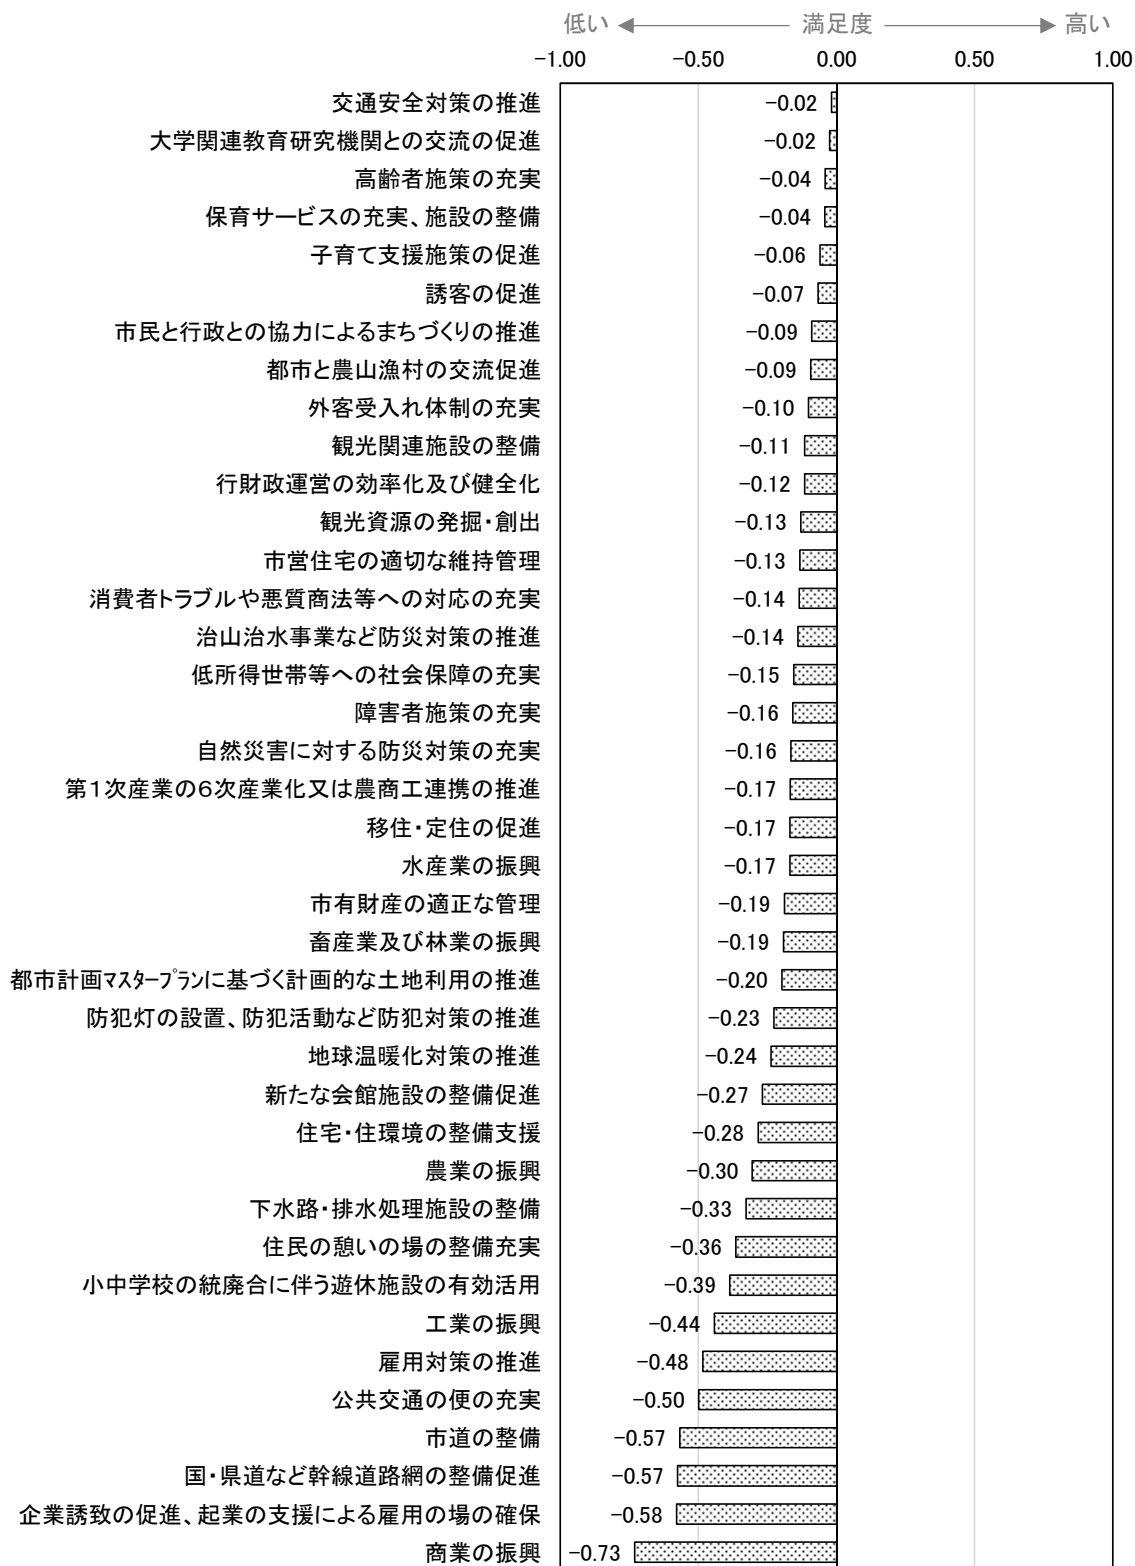 低い 満足度 高い
−1.00 −0.50 0.00 0.50 1.00
交通安全対策の推進 −0.02
大学関連教育研究機関との交流の促進 −0.02
高齢者施策の充実 −0.04
保育サービスの充実、施設の整備 −0.04
子育て支援施策の促進 −0.06
誘客の促進 −0.07
市民と行政との協力によるまちづくりの推進 −0.09
都市と農山漁村の交流促進 −0.09
外客受入れ体制の充実 −0.10
観光関連施設の整備 −0.11
行財政運営の効率化及び健全化 −0.12
観光資源の発掘・創出 −0.13
市営住宅の適切な維持管理 −0.13
消費者トラブルや悪質商法等への対応の充実 −0.14
治山治水事業など防災対策の推進 −0.14
低所得世帯等への社会保障の充実 −0.15
障害者施策の充実 −0.16
自然災害に対する防災対策の充実 −0.16
第1次産業の6次産業化又は農商工連携の推進 −0.17
移住・定住の促進 −0.17
水産業の振興 −0.17
市有財産の適正な管理 −0.19
畜産業及び林業の振興 −0.19
都市計画マスタープランに基づく計画的な土地利用の推進 −0.20
防犯灯の設置、防犯活動など防犯対策の推進 −0.23
地球温暖化対策の推進 −0.24
新たな会館施設の整備促進 −0.27
住宅・住環境の整備支援 −0.28
農業の振興 −0.30
下水路・排水処理施設の整備 −0.33
住民の憩いの場の整備充実 −0.36
小中学校の統廃合に伴う遊休施設の有効活用 −0.39
工業の振興 −0.44
雇用対策の推進 −0.48
公共交通の便の充実 −0.50
市道の整備 −0.57
国・県道など幹線道路網の整備促進 −0.57
企業誘致の促進、起業の支援による雇用の場の確保 −0.58
商業の振興 −0.73